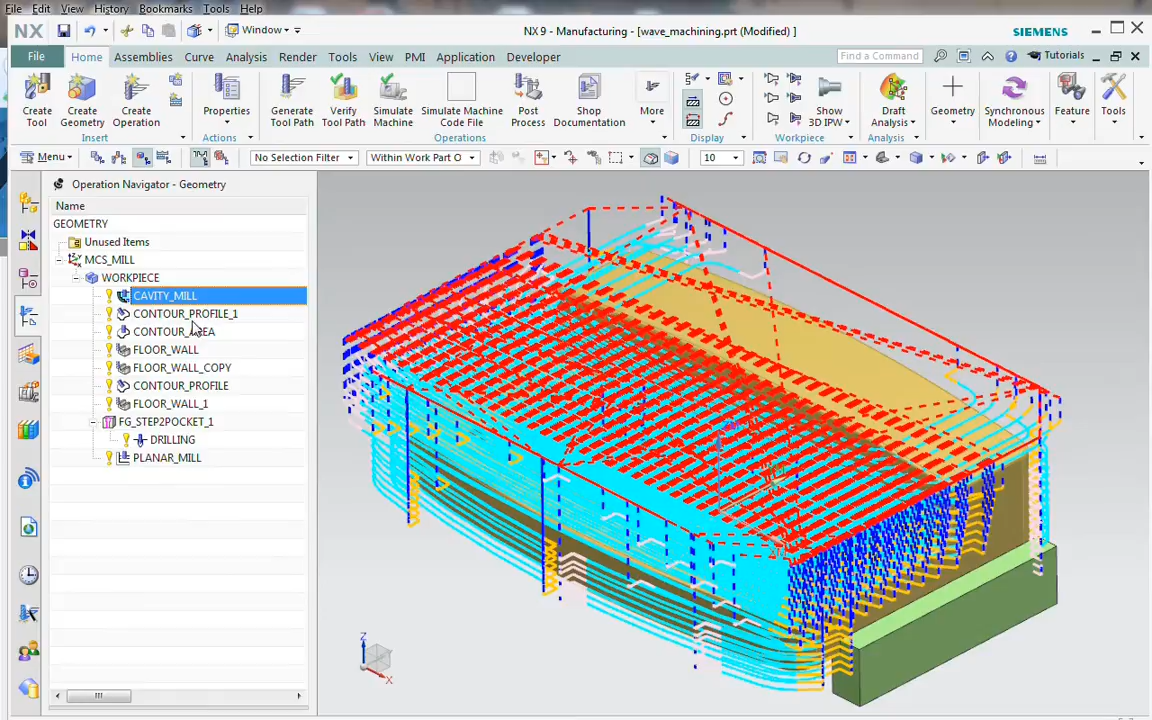 File Edit View History Bookmarks Tools Help
NX Window NX 9 - Manufacturing - [wave_machining.prt (Modified) ] SIEMENS
File Home Assemblies Curve Analysis Render Tools View PMI Application Developer Find a Command Tutorials
Create Tool
Create Geometry
Create Operation
Properties
Generate Tool Path
Verify Tool Path
Simulate Machine
Simulate Machine Code File
Post Process
Shop Documentation
More
Show 3D IPW
Draft Analysis
Geometry
Synchronous Modeling
Feature
Tools
Insert Actions Operations Display Workpiece Analysis
Menu No Selection Filter Within Work Part O 10
Operation Navigator - Geometry
Name
GEOMETRY
Unused Items
MCS_MILL
WORKPIECE
CAVITY_MILL
CONTOUR_PROFILE_1
CONTOUR_AREA
FLOOR_WALL
FLOOR_WALL_COPY
CONTOUR_PROFILE
FLOOR_WALL_1
FG_STEP2POCKET_1
DRILLING
PLANAR_MILL
Z
X